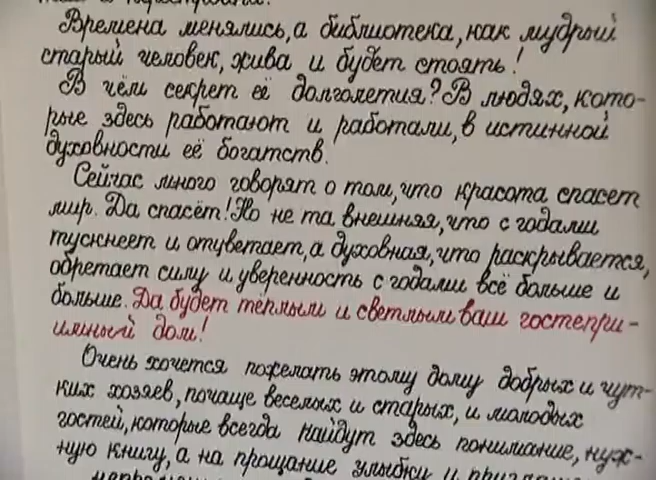 Времена менялись, а библиотека, как мудрый
старый человек, жива и будет стоять!
В чём секрет её долголетия? В людях, кото-
рые здесь работают и работали, в истинной
духовности её богатств.
Сейчас много говорят о том, что красота спасет
мир. Да спасёт! Но не та внешняя, что с годами
тускнеет и отцветает, а духовная, что раскрывается,
обретает силу и уверенность с годами всё больше и
больше. Да будет тёплым и светлым ваш гостепри-
имный дом!
Очень хочется пожелать этому дому добрых и чут-
ких хозяев, почаще веселых и старых, и молодых
гостей, которые всегда найдут здесь понимание, нуж-
ную книгу, а на прощание улыбку и